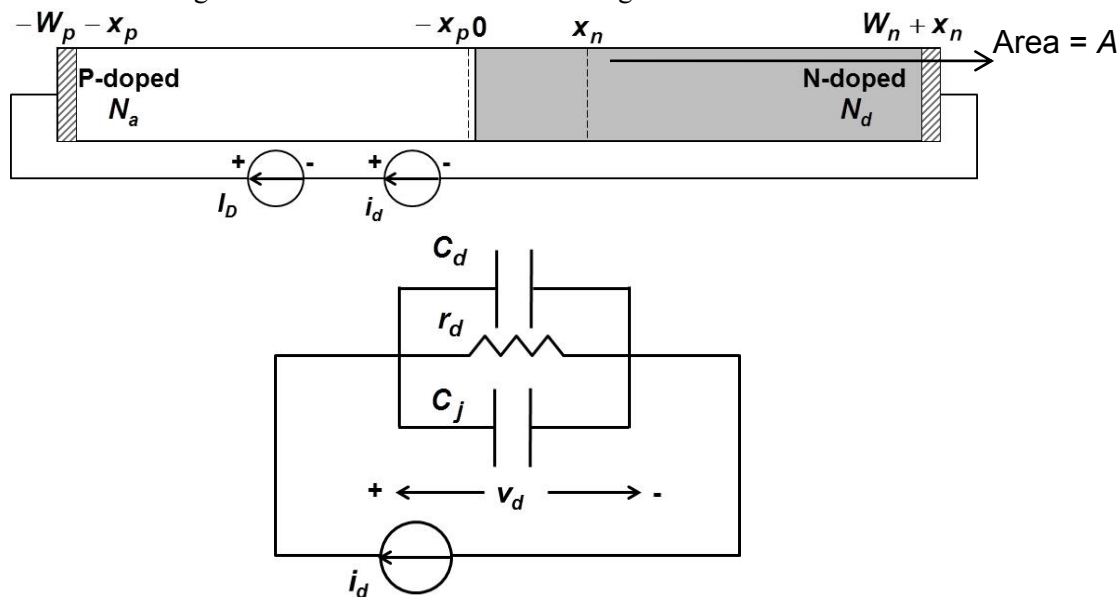 −W_p − x_p
− x_p 0
x_n
W_n + x_n
Area = A
P-doped
N_a
N-doped
N_d
+ -
+ -
I_D
i_d
C_d
r_d
C_j
+ v_d -
i_d